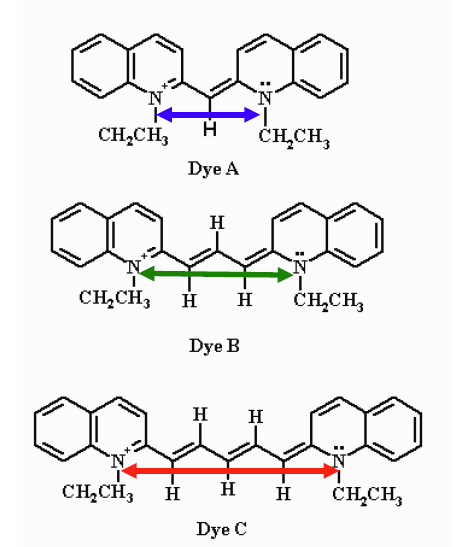 N+ N̈
H
CH2CH3 CH2CH3
Dye A
H
N+ N̈
CH2CH3 H H CH2CH3
Dye B
H H
N+ N̈
CH2CH3 H H H CH2CH3
Dye C